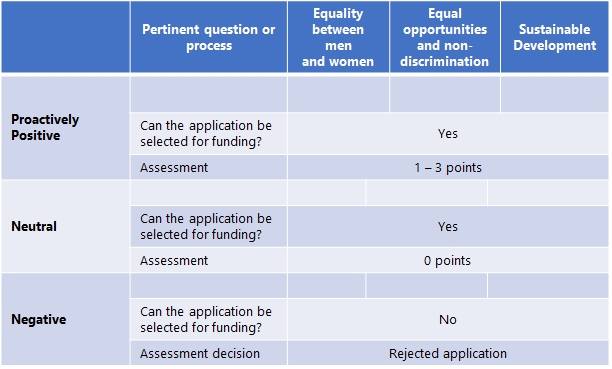 Pertinent question or
process
Equality
between
men
and women
Equal
opportunities
and non-
discrimination
Sustainable
Development
Proactively
Positive
Can the application be
selected for funding?
Yes
Assessment
1 – 3 points
Neutral
Can the application be
selected for funding?
Yes
Assessment
0 points
Negative
Can the application be
selected for funding?
No
Assessment decision
Rejected application